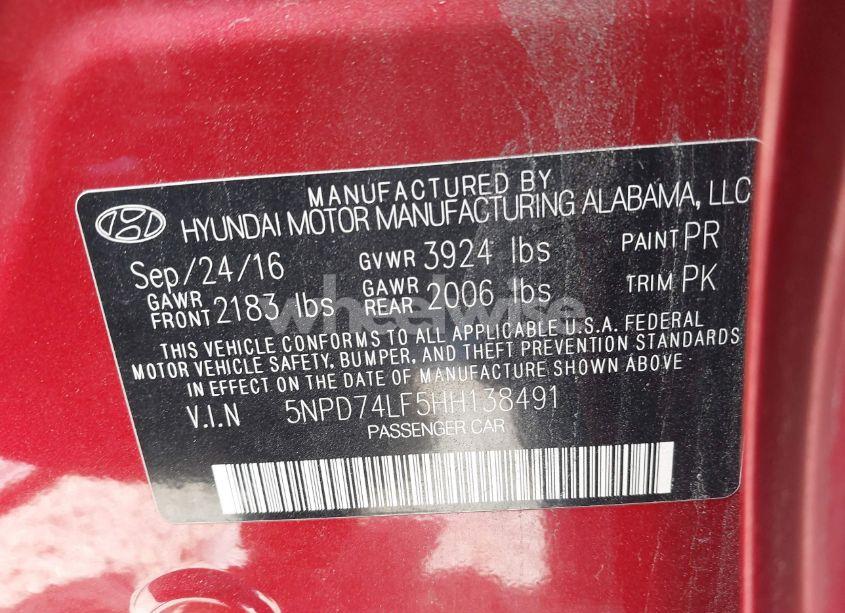 MANUFACTURED BY
HYUNDAI MOTOR MANUFACTURING ALABAMA, LLC
Sep/24/16 GVWR 3924 lbs PAINT PR
GAWR FRONT 2183 lbs GAWR REAR 2006 lbs TRIM PK
wheelwise
THIS VEHICLE CONFORMS TO ALL APPLICABLE U.S.A. FEDERAL
MOTOR VEHICLE SAFETY, BUMPER, AND THEFT PREVENTION STANDARDS
IN EFFECT ON THE DATE OF MANUFACTURE SHOWN ABOVE
V.I.N 5NPD74LF5HH138491
PASSENGER CAR